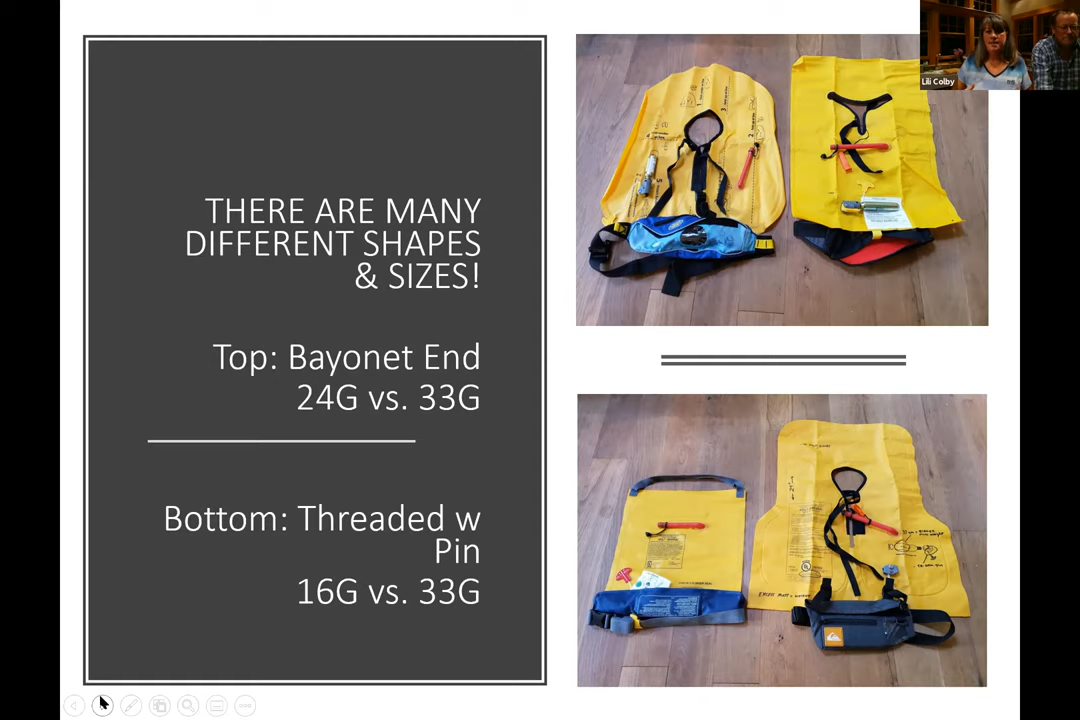 THERE ARE MANY
DIFFERENT SHAPES
& SIZES!
Top: Bayonet End
24G vs. 33G
Bottom: Threaded w
Pin
16G vs. 33G
Lili Colby